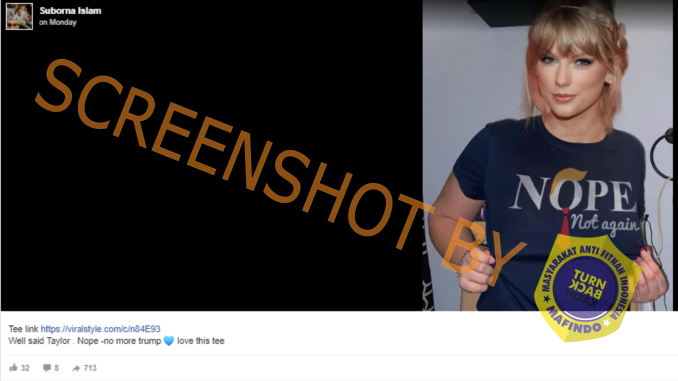 Suborna Islam
on Monday
SCREENSHOT BY
NOPE
Not again
MASYARAKAT ANTI FITNAH INDONESIA
TURN
BACK
HOAX
MAFINDO
Tee link https://viralstyle.com/c/n84E93
Well said Taylor . Nope -no more trump 💙 love this tee
32
8
713